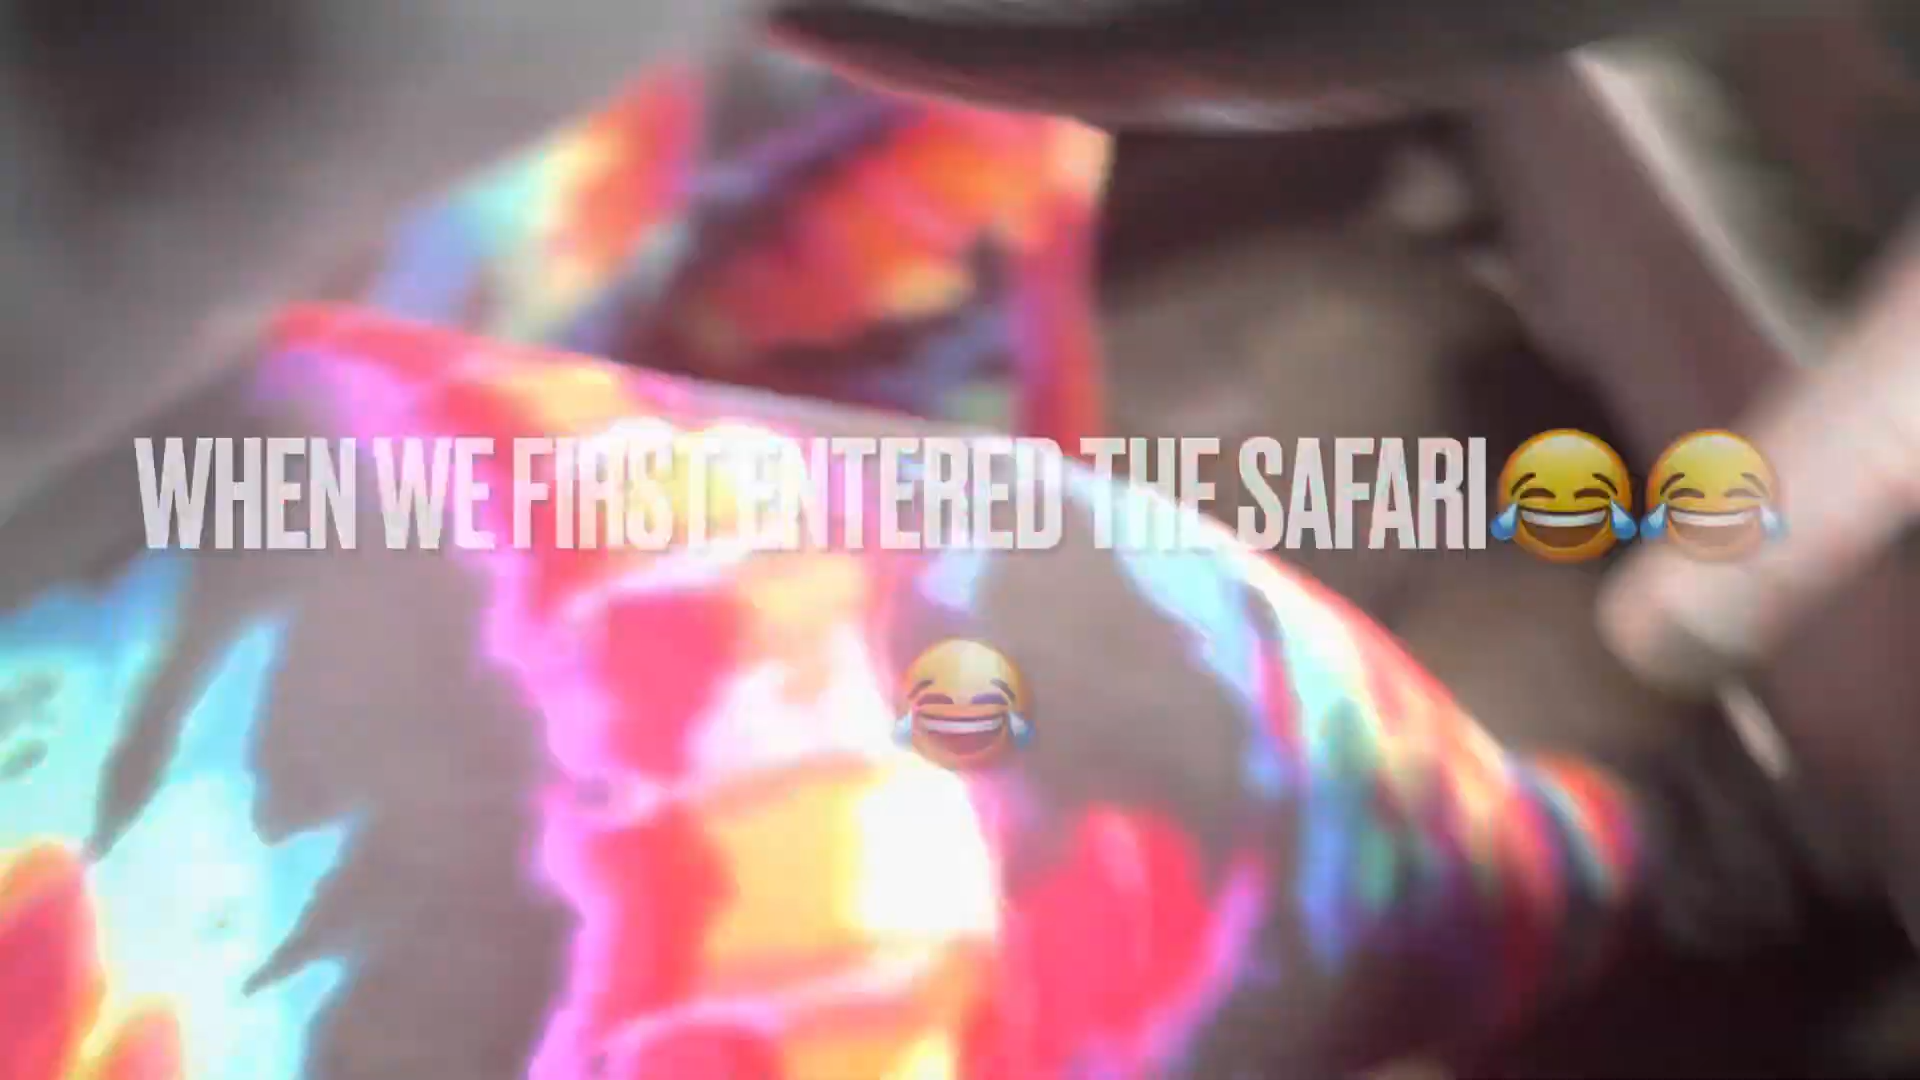 WHEN WE FIRST ENTERED THE SAFARI😂😂
😂